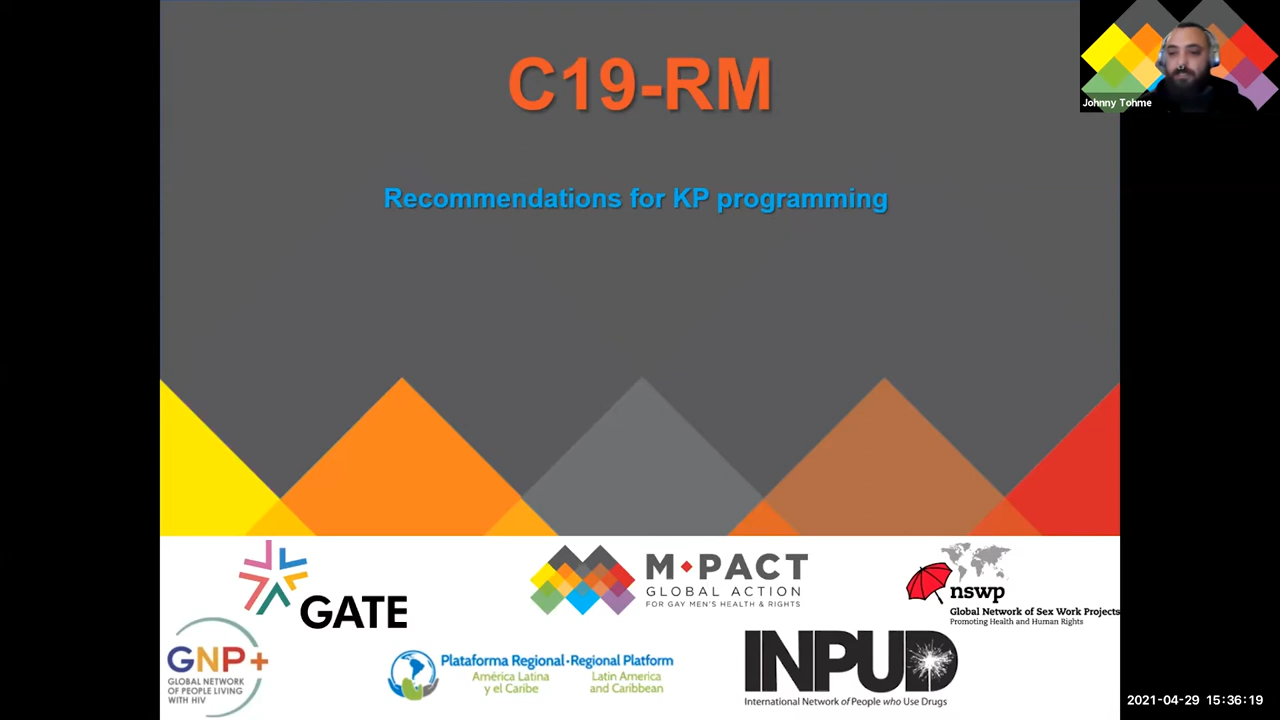 C19-RM
Johnny Tohme
Recommendations for KP programming
GATE
M PACT
GLOBAL ACTION
FOR GAY MEN'S HEALTH & RIGHTS
nswp
Global Network of Sex Work Projects
Promoting Health and Human Rights
GNP+
GLOBAL NETWORK
OF PEOPLE LIVING
WITH HIV
Plataforma Regional·Regional Platform
América Latina
y el Caribe
Latin America
and Caribbean
INPUD
International Network of People who Use Drugs
2021-04-29 15:36:19